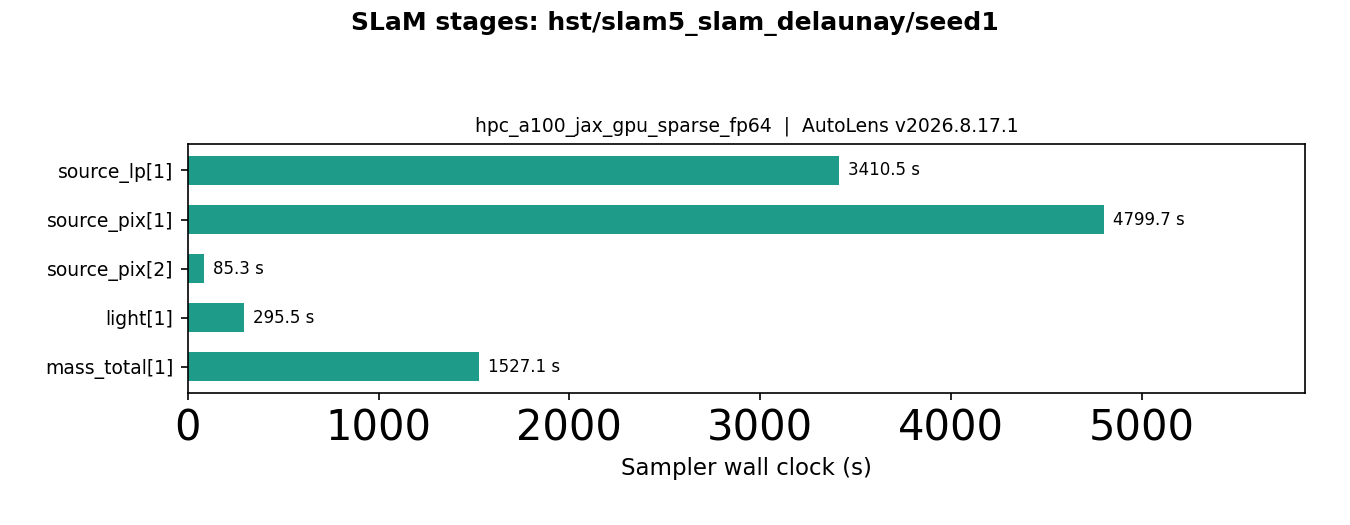 SLaM stages: hst/slam5_slam_delaunay/seed1
hpc_a100_jax_gpu_sparse_fp64 | AutoLens v2026.8.17.1
source_lp[1] 3410.5 s
source_pix[1] 4799.7 s
source_pix[2] 85.3 s
light[1] 295.5 s
mass_total[1] 1527.1 s
0 1000 2000 3000 4000 5000
Sampler wall clock (s)